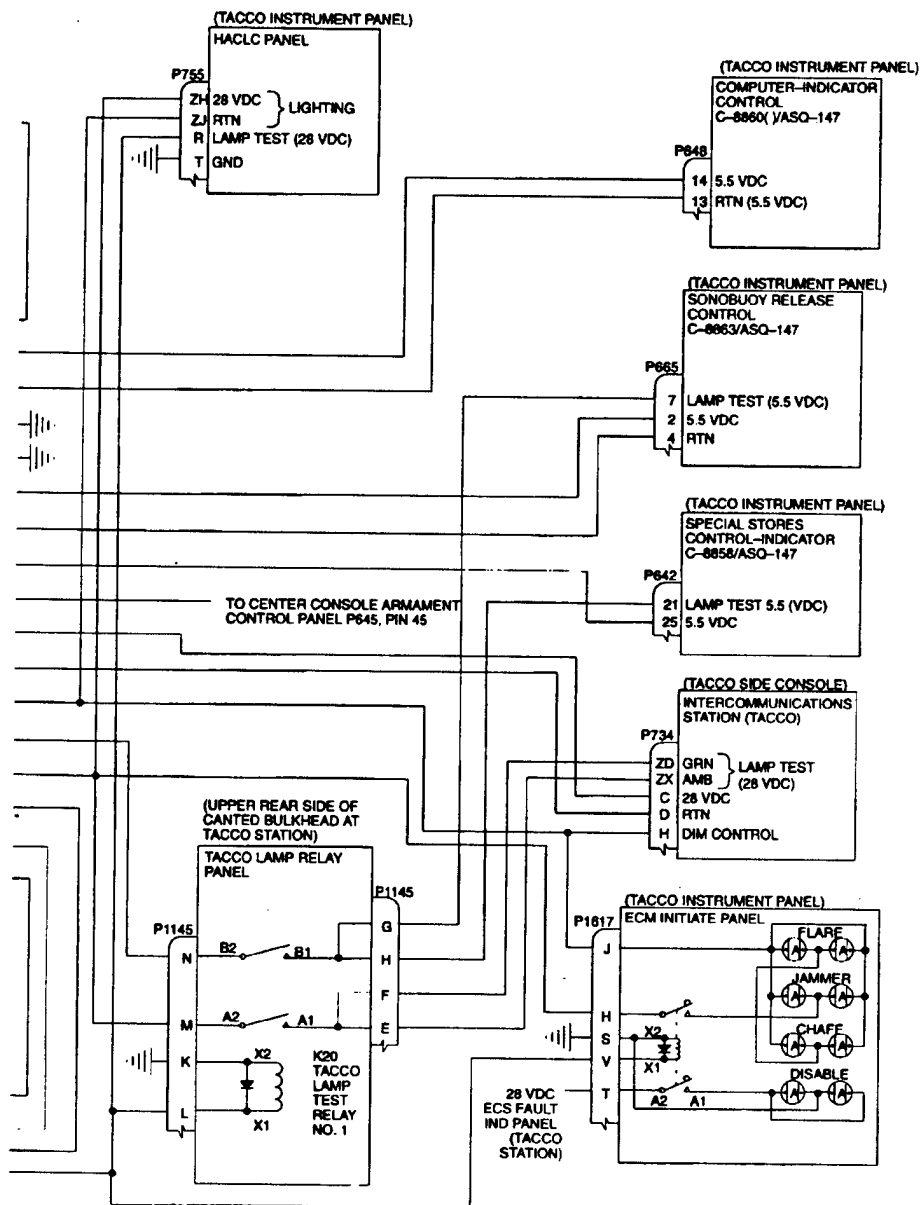 (TACCO INSTRUMENT PANEL)
HACLC PANEL
P755
ZH 28 VDC
ZJ RTN
LIGHTING
R LAMP TEST (28 VDC)
T GND
(TACCO INSTRUMENT PANEL)
COMPUTER–INDICATOR
CONTROL
C–8860( )/ASQ–147
P648
14 5.5 VDC
13 RTN (5.5 VDC)
(TACCO INSTRUMENT PANEL)
SONOBUOY RELEASE
CONTROL
C–8863/ASQ–147
P665
7 LAMP TEST (5.5 VDC)
2 5.5 VDC
4 RTN
(TACCO INSTRUMENT PANEL)
SPECIAL STORES
CONTROL–INDICATOR
C–8858/ASQ–147
P642
21 LAMP TEST 5.5 (VDC)
25 5.5 VDC
TO CENTER CONSOLE ARMAMENT
CONTROL PANEL P645, PIN 45
(TACCO SIDE CONSOLE)
INTERCOMMUNICATIONS
STATION (TACCO)
P734
ZD GRN
ZX AMB
LAMP TEST
(28 VDC)
C 28 VDC
D RTN
H DIM CONTROL
(UPPER REAR SIDE OF
CANTED BULKHEAD AT
TACCO STATION)
TACCO LAMP RELAY
PANEL
P1145
P1145
N B2 B1
G
H
F
M A2 A1
E
K X2
L X1
K20
TACCO
LAMP
TEST
RELAY
NO. 1
(TACCO INSTRUMENT PANEL)
ECM INITIATE PANEL
P1617
J
FLARE
A A
JAMMER
A A
H
S X2
V X1
CHAFF
A A
DISABLE
T A2 A1
A A
28 VDC
ECS FAULT
IND PANEL
(TACCO
STATION)